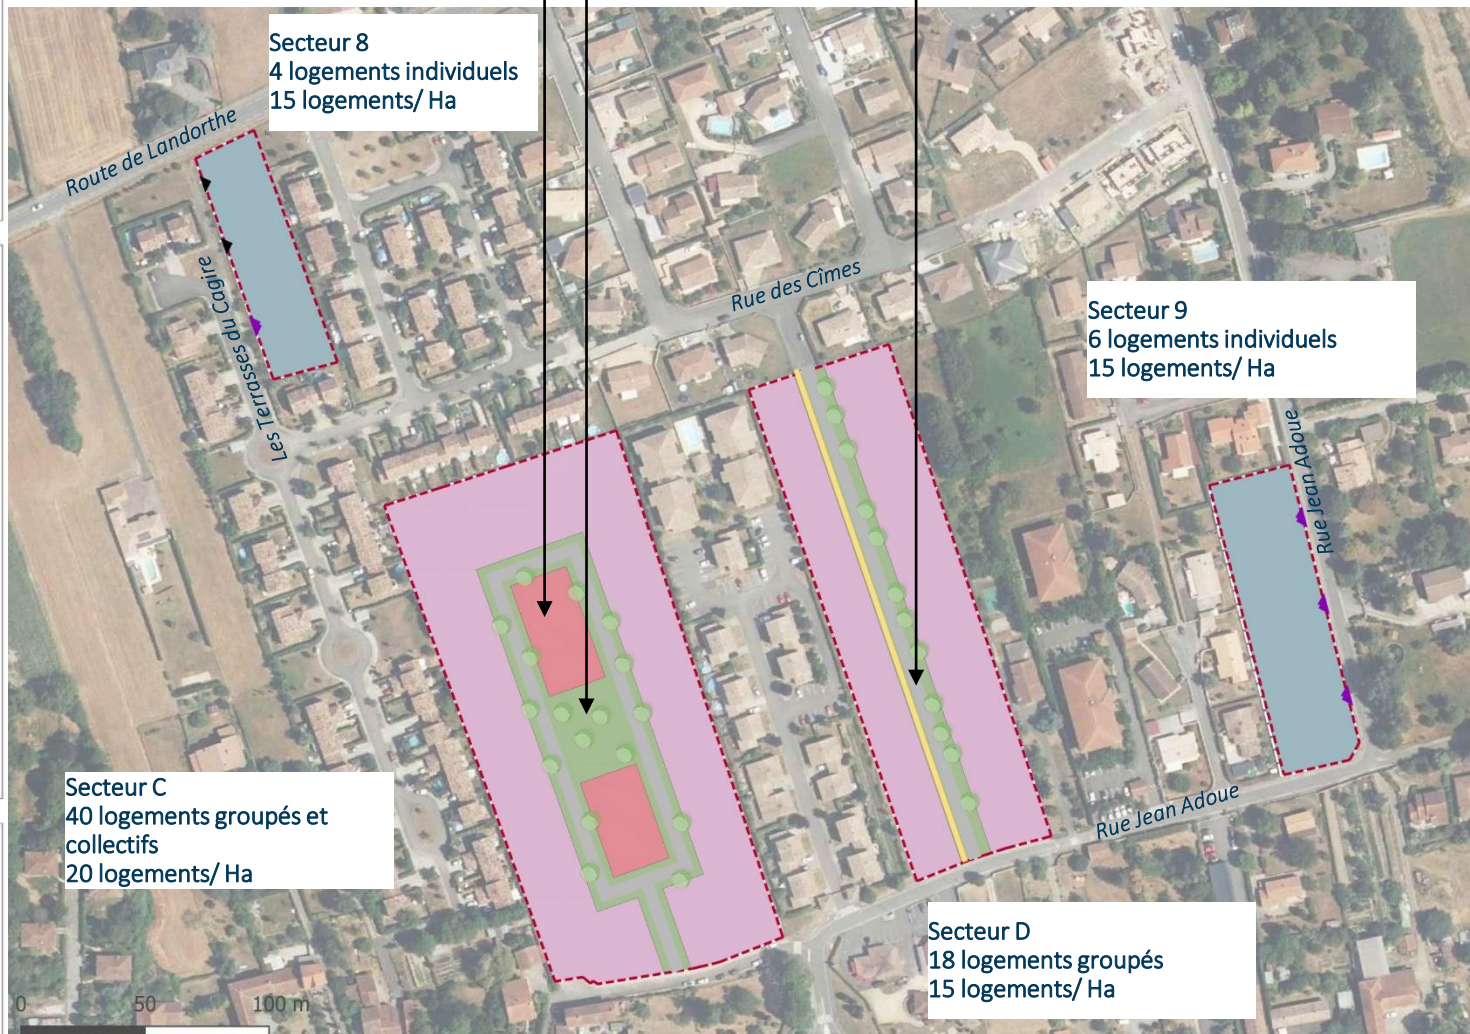 Secteur 8
4 logements individuels
15 logements/ Ha
Route de Landorthe
Les Terrasses du Cagire
Rue des Cîmes
Secteur 9
6 logements individuels
15 logements/ Ha
Rue Jean Adoue
Secteur C
40 logements groupés et
collectifs
20 logements/ Ha
Rue Jean Adoue
Secteur D
18 logements groupés
15 logements/ Ha
0 50 100 m